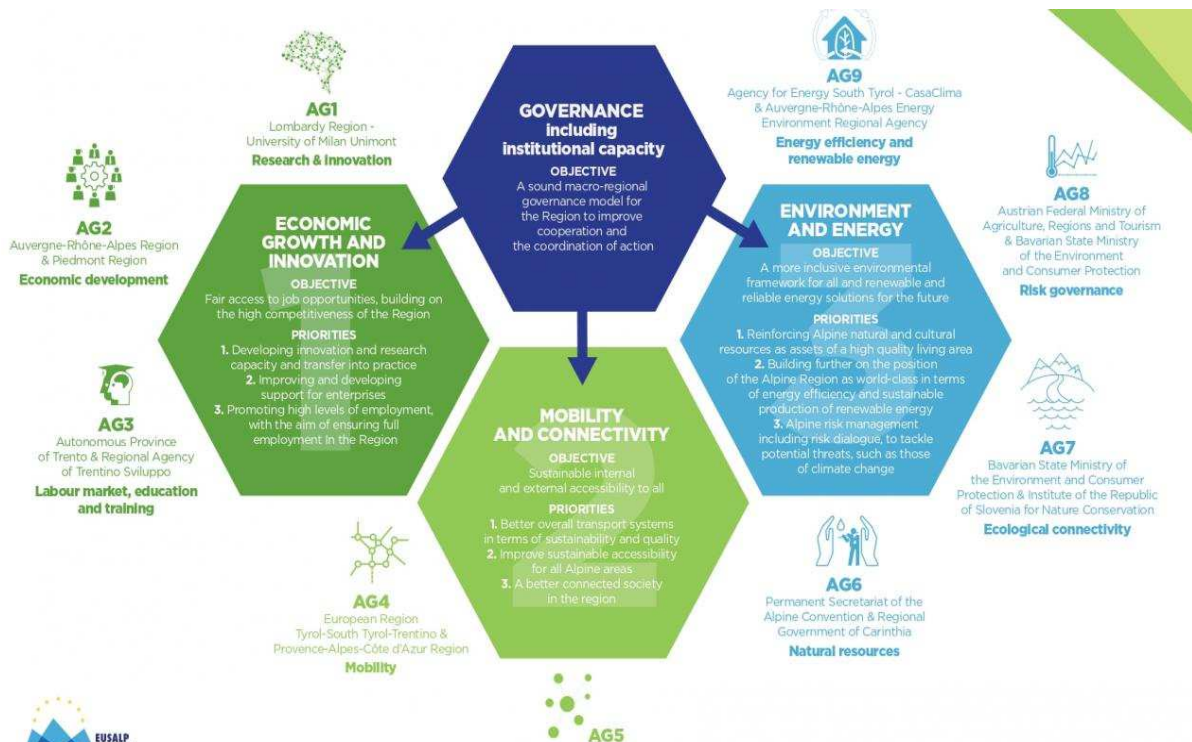 AG1
Lombardy Region -
University of Milan Unimont
Research & Innovation
AG2
Auvergne-Rhône-Alpes Region
& Piedmont Region
Economic development
AG3
Autonomous Province
of Trento & Regional Agency
of Trentino Sviluppo
Labour market, education
and training
GOVERNANCE
including
institutional capacity
OBJECTIVE
A sound macro-regional
governance model for
the Region to improve
cooperation and
the coordination of action
1
ECONOMIC
GROWTH AND
INNOVATION
OBJECTIVE
Fair access to job opportunities, building on
the high competitiveness of the Region
PRIORITIES
1. Developing innovation and research
capacity and transfer into practice
2. Improving and developing
support for enterprises
3. Promoting high levels of employment,
with the aim of ensuring full
employment In the Region
2
MOBILITY
AND CONNECTIVITY
OBJECTIVE
Sustainable internal
and external accessibility to all
PRIORITIES
1. Better overall transport systems
in terms of sustainability and quality
2. Improve sustainable accessibility
for all Alpine areas
3. A better connected society
in the region
3
ENVIRONMENT
AND ENERGY
OBJECTIVE
A more inclusive environmental
framework for all and renewable and
reliable energy solutions for the future
PRIORITIES
1. Reinforcing Alpine natural and cultural
resources as assets of a high quality living area
2. Building further on the position
of the Alpine Region as world-class in terms
of energy efficiency and sustainable
production of renewable energy
3. Alpine risk management
including risk dialogue, to tackle
potential threats, such as those
of climate change
AG9
Agency for Energy South Tyrol - CasaClima
& Auvergne-Rhône-Alpes Energy
Environment Regional Agency
Energy efficiency and
renewable energy
AG8
Austrian Federal Ministry of
Agriculture, Regions and Tourism
& Bavarian State Ministry
of the Environment
and Consumer Protection
Risk governance
AG7
Bavarian State Ministry of
the Environment and Consumer
Protection & Institute of the Republic
of Slovenia for Nature Conservation
Ecological connectivity
AG6
Permanent Secretariat of the
Alpine Convention & Regional
Government of Carinthia
Natural resources
AG4
European Region
Tyrol-South Tyrol-Trentino &
Provence-Alpes-Côte d'Azur Region
Mobility
AG5
EUSALP